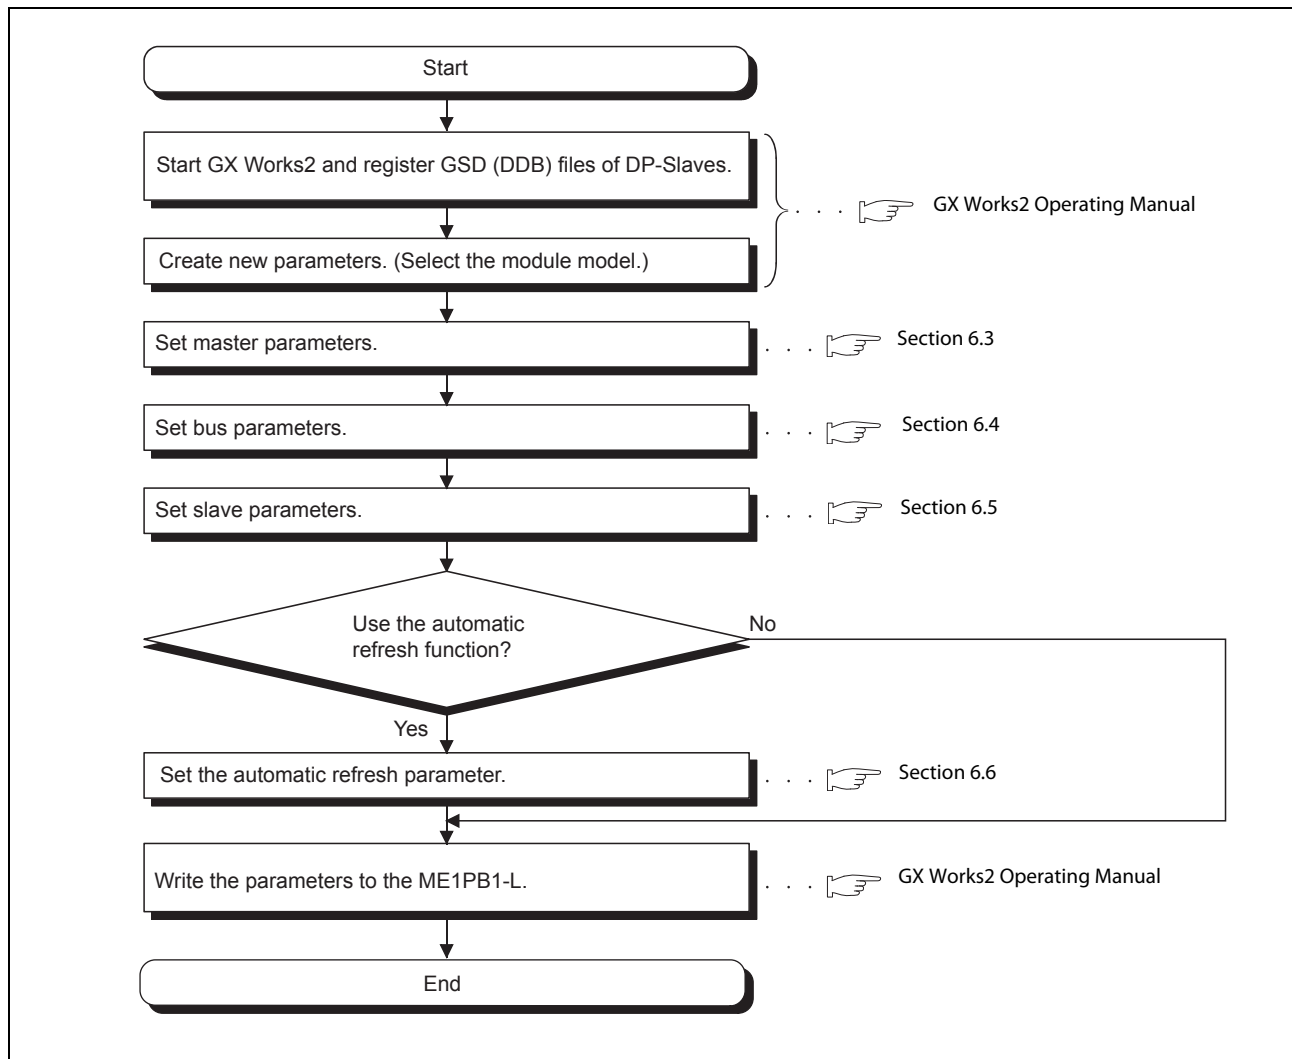 Start
Start GX Works2 and register GSD (DDB) files of DP-Slaves.
GX Works2 Operating Manual
Create new parameters. (Select the module model.)
Set master parameters.
Section 6.3
Set bus parameters.
Section 6.4
Set slave parameters.
Section 6.5
Use the automatic
refresh function?
No
Yes
Set the automatic refresh parameter.
Section 6.6
Write the parameters to the ME1PB1-L.
GX Works2 Operating Manual
End